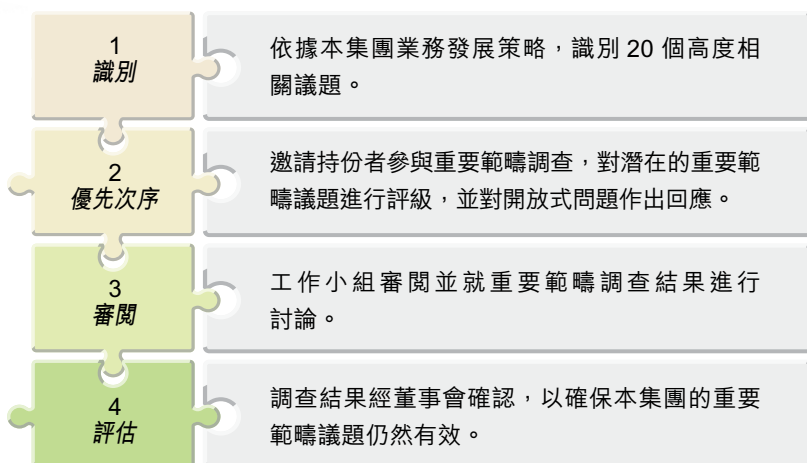 1
識別
依據本集團業務發展策略，識別 20 個高度相
關議題。
2
優先次序
邀請持份者參與重要範疇調查，對潛在的重要範
疇議題進行評級，並對開放式問題作出回應。
3
審閱
工作小組審閱並就重要範疇調查結果進行
討論。
4
評估
調查結果經董事會確認，以確保本集團的重要
範疇議題仍然有效。